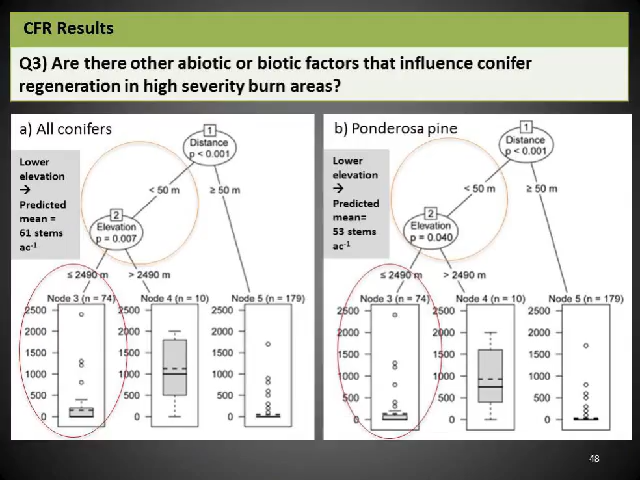 CFR Results
Q3) Are there other abiotic or biotic factors that influence conifer
regeneration in high severity burn areas?
a) All conifers
Lower
elevation
→
Predicted
mean =
61 stems
ac⁻¹
1
Distance
p < 0.001
< 50 m
≥ 50 m
2
Elevation
p = 0.007
≤ 2490 m
> 2490 m
Node 3 (n = 74)
Node 4 (n = 10)
Node 5 (n = 179)
2500
2000
1500
1000
500
0
2500
2000
1500
1000
500
0
2500
2000
1500
1000
500
0
b) Ponderosa pine
Lower
elevation
→
Predicted
mean=
53 stems
ac⁻¹
1
Distance
p < 0.001
< 50 m
≥ 50 m
2
Elevation
p = 0.040
≤ 2490 m
> 2490 m
Node 3 (n = 74)
Node 4 (n = 10)
Node 5 (n = 179)
2500
2000
1500
1000
500
0
2500
2000
1500
1000
500
0
2500
2000
1500
1000
500
0
48